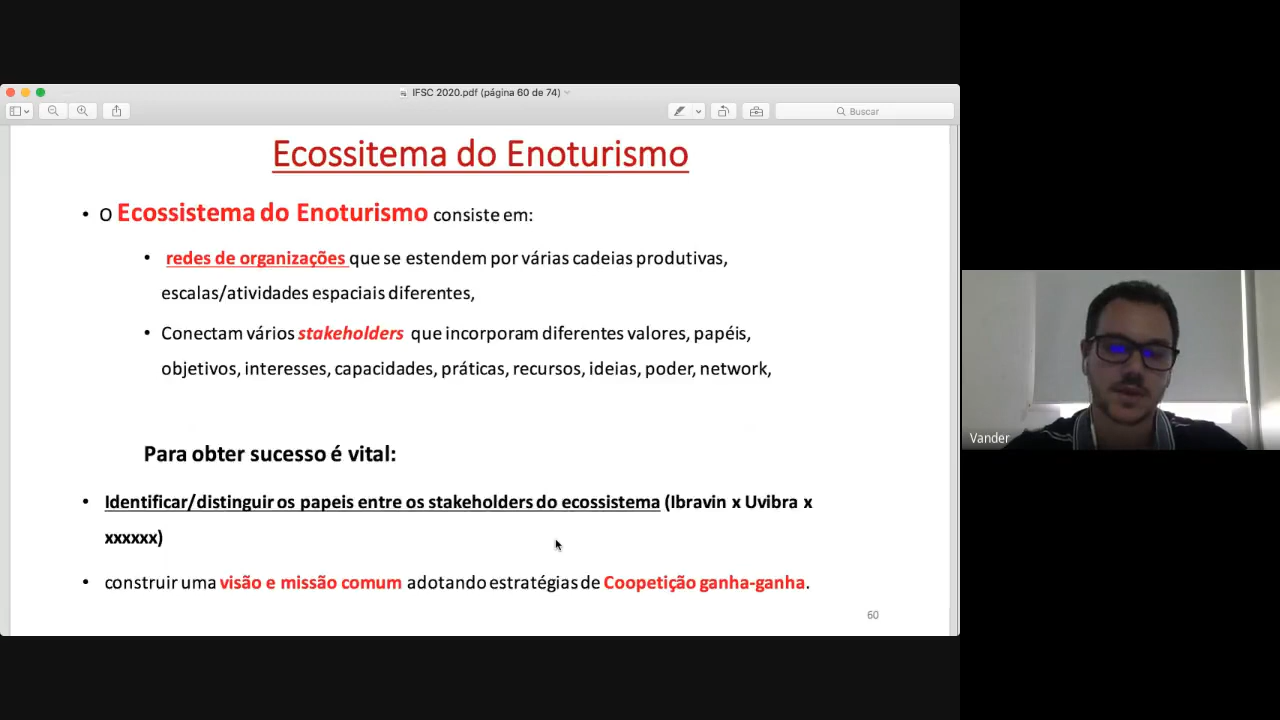 IFSC 2020.pdf (página 60 de 74)
Buscar
Ecossitema do Enoturismo
• O Ecossistema do Enoturismo consiste em:
• redes de organizações que se estendem por várias cadeias produtivas,
escalas/atividades espaciais diferentes,
• Conectam vários stakeholders que incorporam diferentes valores, papéis,
objetivos, interesses, capacidades, práticas, recursos, ideias, poder, network,
Para obter sucesso é vital:
• Identificar/distinguir os papeis entre os stakeholders do ecossistema (Ibravin x Uvibra x
xxxxxx)
• construir uma visão e missão comum adotando estratégias de Coopetição ganha-ganha.
60
Vander